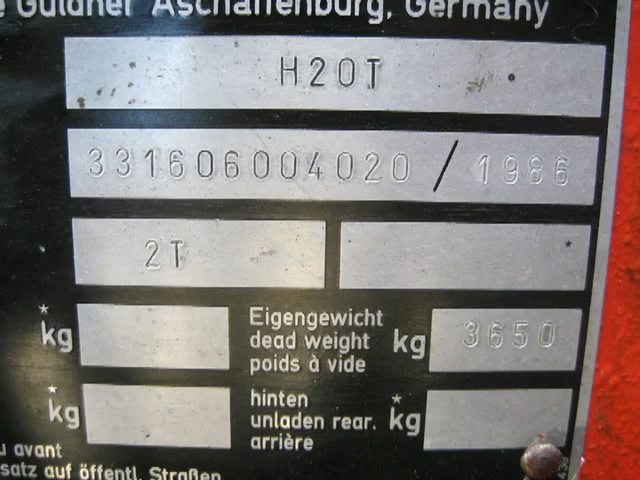 Güldner Aschaffenburg, Germany
H20T
331606004020 / 1986
2T
Eigengewicht
dead weight
poids à vide
kg
kg
3650
hinten
unladen rear.
arrière
kg
kg
avant
auf öffentl. Straßen